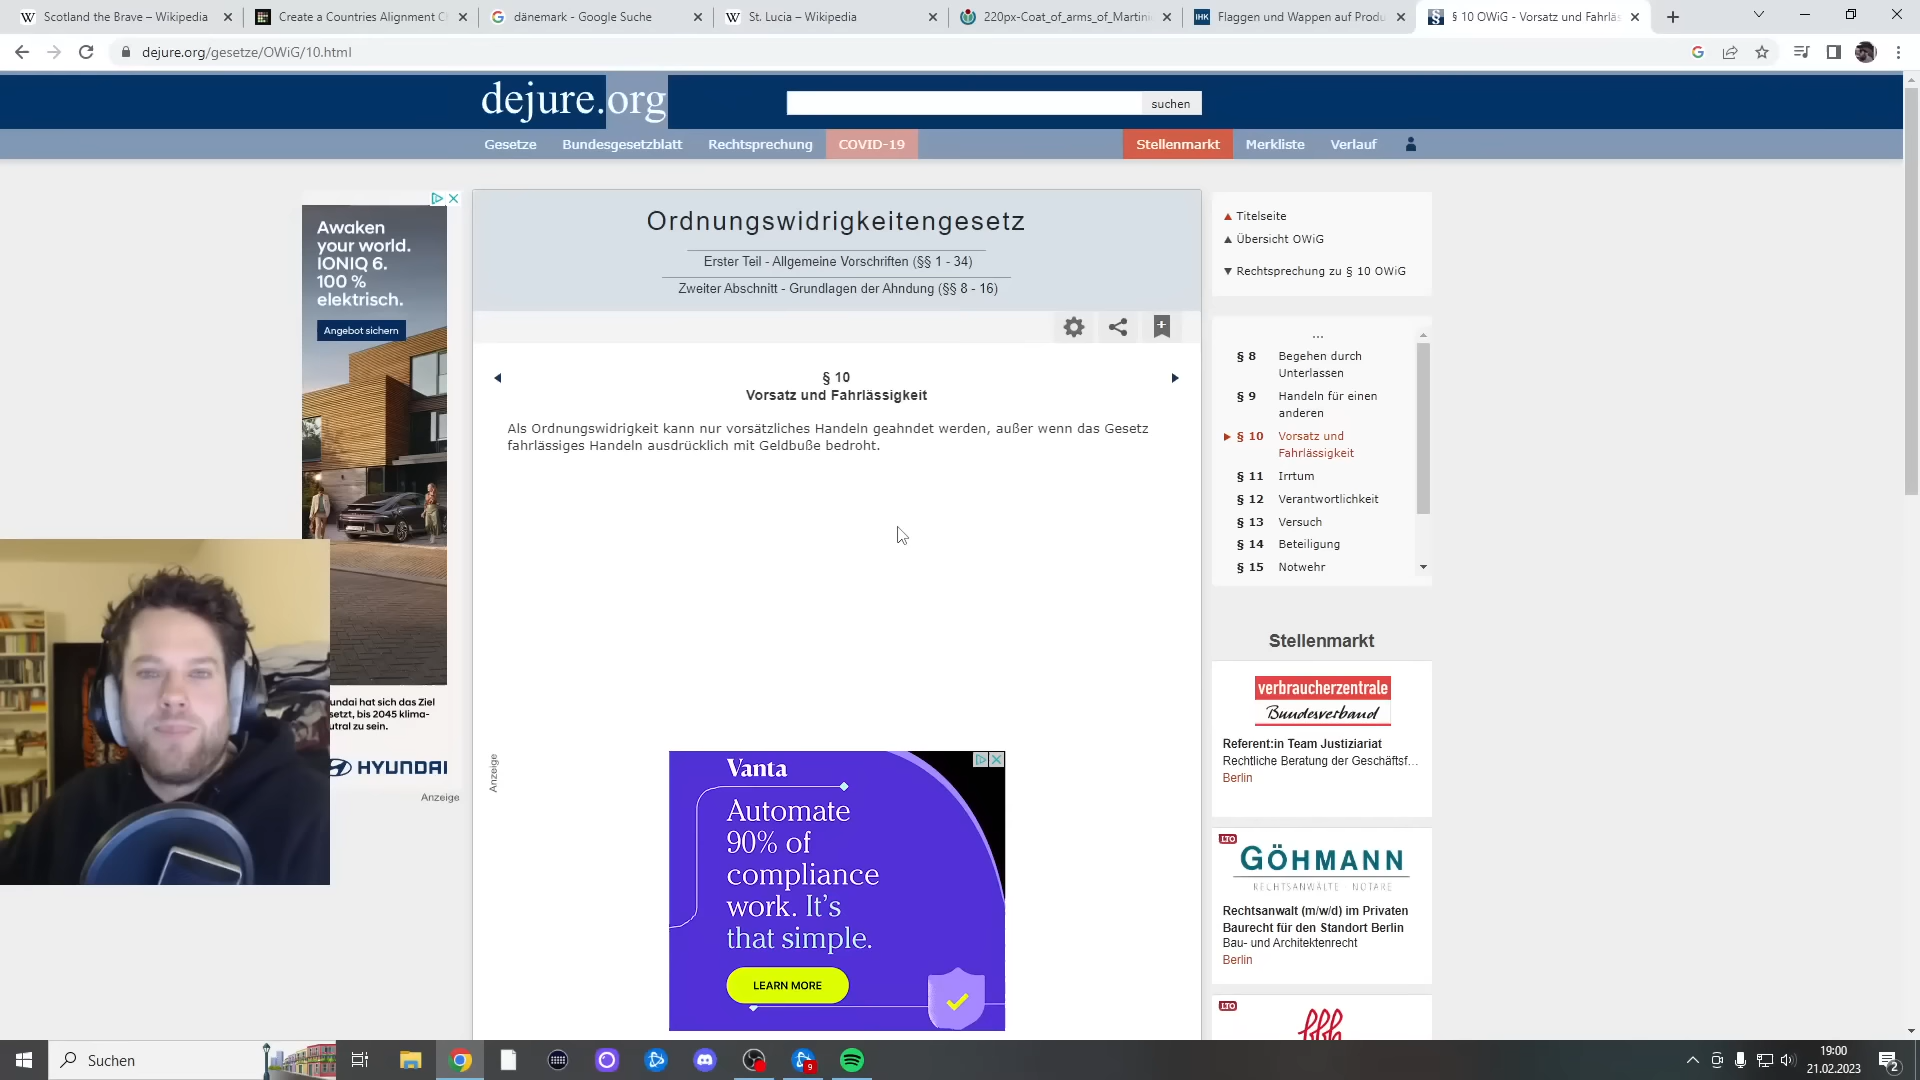 Scotland the Brave – Wikipedia
Create a Countries Alignment C
dänemark - Google Suche
St. Lucia – Wikipedia
220px-Coat_of_arms_of_Martini
IHK
Flaggen und Wappen auf Produ
§ 10 OWiG - Vorsatz und Fahrläs
dejure.org/gesetze/OWiG/10.html
dejure.org
suchen
Gesetze
Bundesgesetzblatt
Rechtsprechung
COVID-19
Stellenmarkt
Merkliste
Verlauf
Awaken
your world.
IONIQ 6.
100 %
elektrisch.
Angebot sichern
undai hat sich das Ziel
setzt, bis 2045 klima-
utral zu sein.
HYUNDAI
Anzeige
Ordnungswidrigkeitengesetz
Erster Teil - Allgemeine Vorschriften (§§ 1 - 34)
Zweiter Abschnitt - Grundlagen der Ahndung (§§ 8 - 16)
§ 10
Vorsatz und Fahrlässigkeit
Als Ordnungswidrigkeit kann nur vorsätzliches Handeln geahndet werden, außer wenn das Gesetz
fahrlässiges Handeln ausdrücklich mit Geldbuße bedroht.
Anzeige
Vanta
Automate
90% of
compliance
work. It's
that simple.
LEARN MORE
Titelseite
Übersicht OWiG
Rechtsprechung zu § 10 OWiG
...
§ 8 Begehen durch
Unterlassen
§ 9 Handeln für einen
anderen
§ 10 Vorsatz und
Fahrlässigkeit
§ 11 Irrtum
§ 12 Verantwortlichkeit
§ 13 Versuch
§ 14 Beteiligung
§ 15 Notwehr
Stellenmarkt
verbraucherzentrale
Bundesverband
Referent:in Team Justiziariat
Rechtliche Beratung der Geschäftsf...
Berlin
LTO
GÖHMANN
RECHTSANWÄLTE NOTARE
Rechtsanwalt (m/w/d) im Privaten
Baurecht für den Standort Berlin
Bau- und Architektenrecht
Berlin
LTO
Suchen
9
19:00
21.02.2023
2